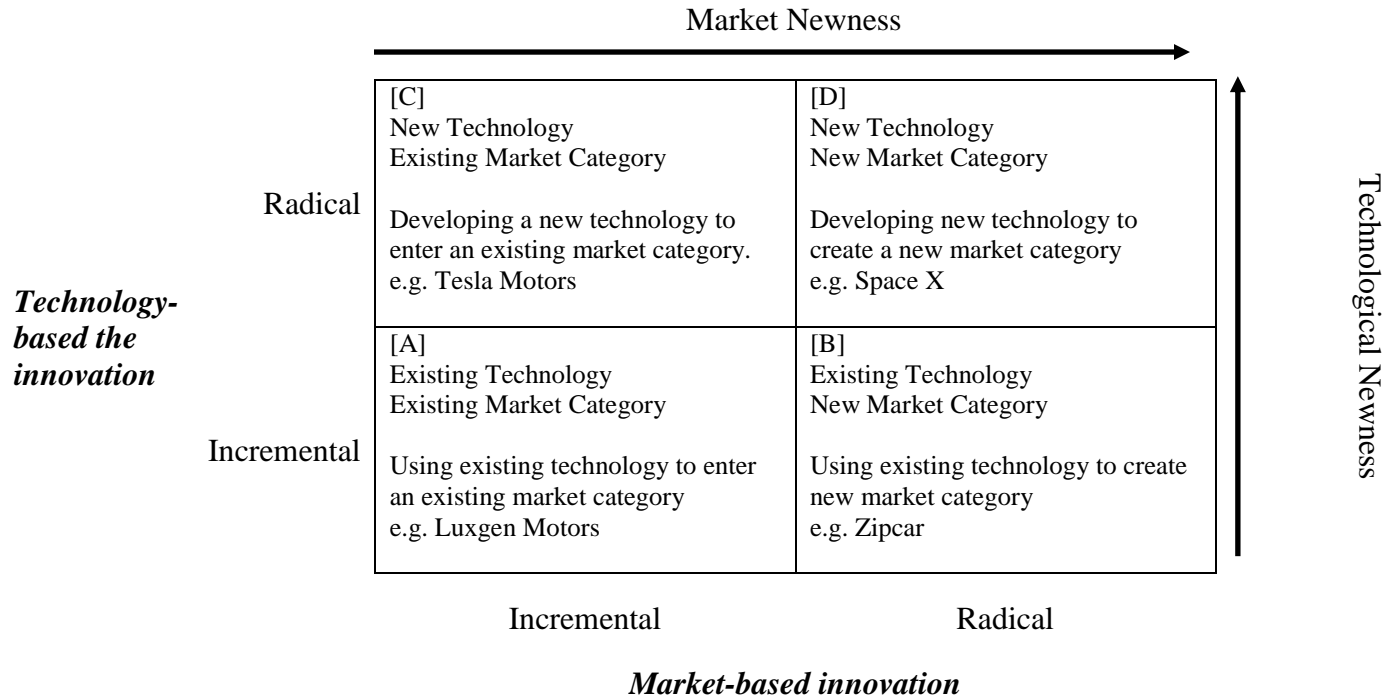 Market Newness
[C]
New Technology
Existing Market Category
Developing a new technology to
enter an existing market category.
e.g. Tesla Motors
[D]
New Technology
New Market Category
Developing new technology to
create a new market category
e.g. Space X
Radical
Technology-
based the
innovation
Technological Newness
[A]
Existing Technology
Existing Market Category
Using existing technology to enter
an existing market category
e.g. Luxgen Motors
[B]
Existing Technology
New Market Category
Using existing technology to create
new market category
e.g. Zipcar
Incremental
Incremental
Radical
Market-based innovation